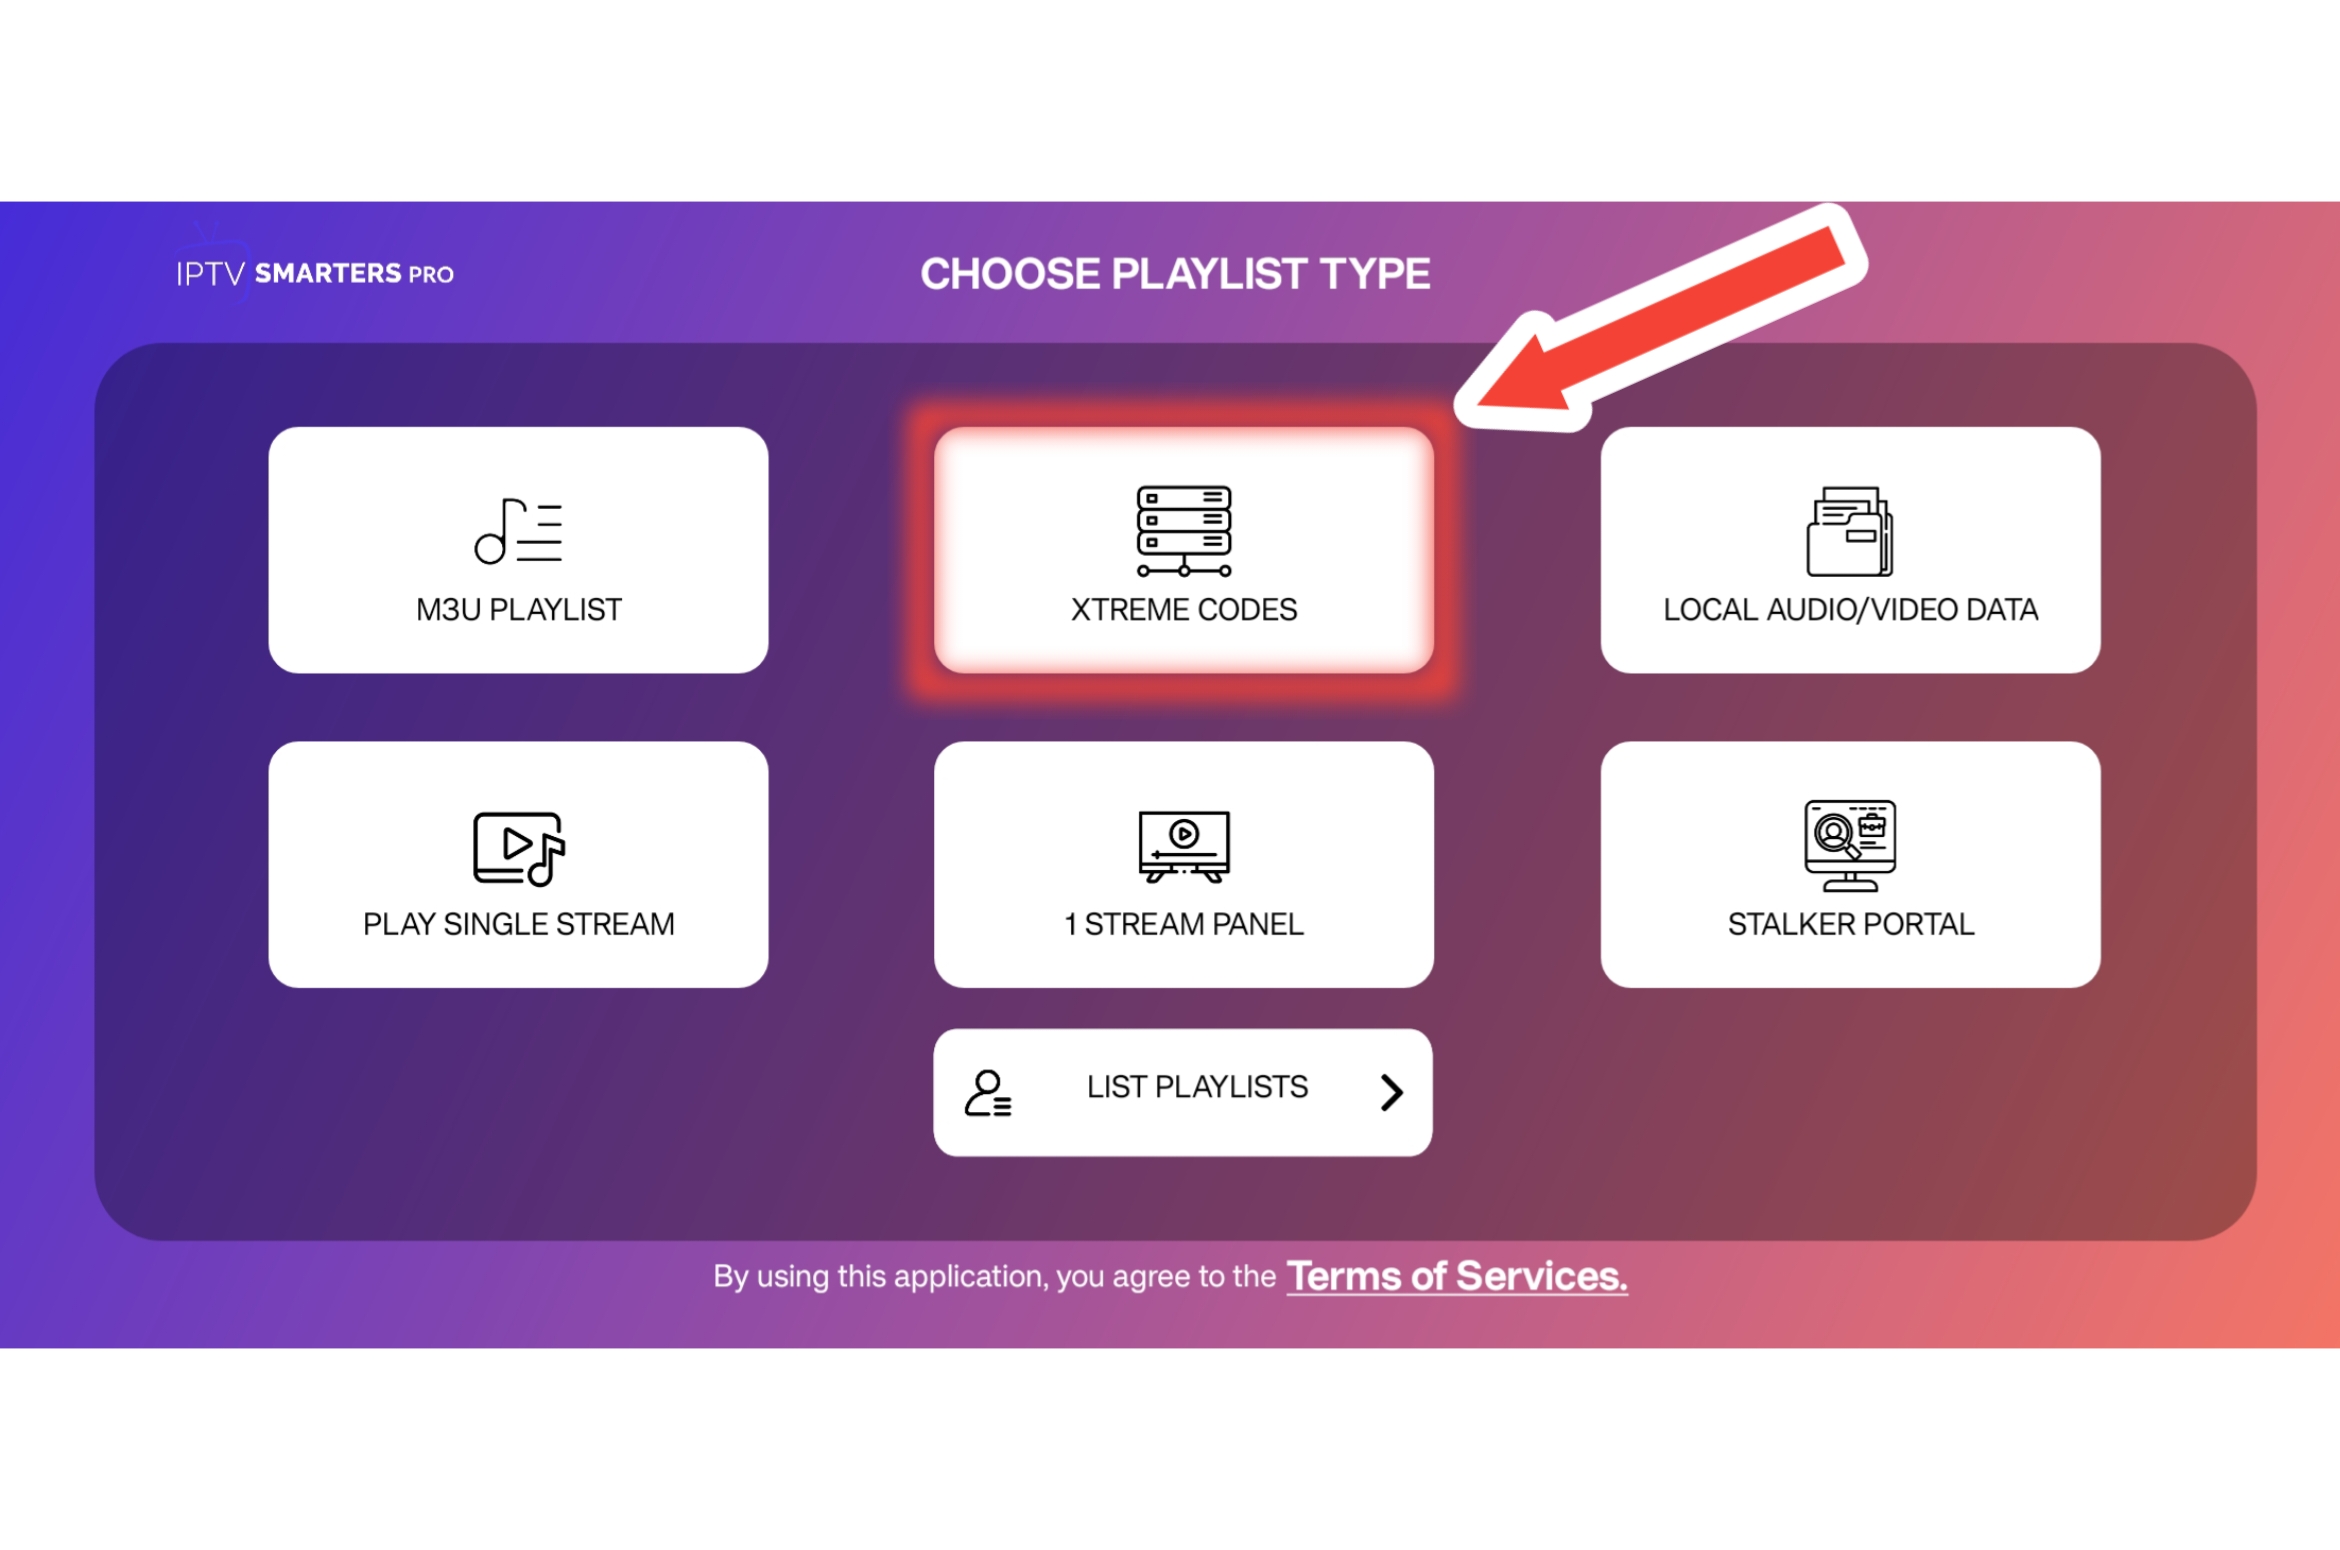 IPTV SMARTERS PRO
CHOOSE PLAYLIST TYPE
M3U PLAYLIST
XTREME CODES
LOCAL AUDIO/VIDEO DATA
PLAY SINGLE STREAM
1 STREAM PANEL
STALKER PORTAL
LIST PLAYLISTS
By using this application, you agree to the Terms of Services.